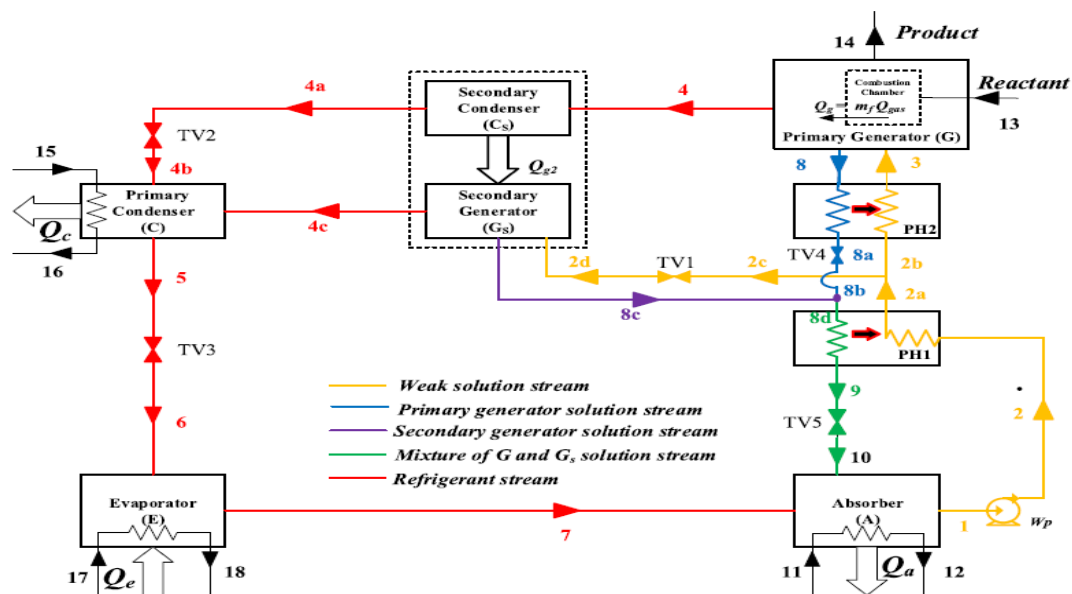 14
Product
Combustion
Chamber
Qg = mf Qgas
Primary Generator (G)
Reactant
13
4a
Secondary
Condenser
(CS)
4
TV2
15
4b
Qg2
8
3
Primary
Condenser
(C)
Qc
16
4c
Secondary
Generator
(GS)
PH2
TV4
8a
2d
TV1
2c
2b
5
8b
2a
8c
8d
PH1
TV3
Weak solution stream
9
2
Primary generator solution stream
TV5
6
Secondary generator solution stream
Mixture of G and Gs solution stream
10
Refrigerant stream
Evaporator
(E)
7
Absorber
(A)
1
Wp
17
Qe
18
11
Qa
12